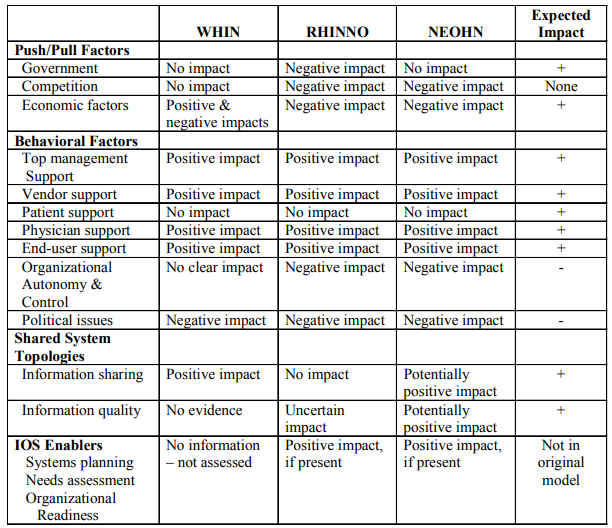 WHIN RHINNO NEOHN Expected Impact
Push/Pull Factors
Government No impact Negative impact No impact +
Competition No impact Negative impact Negative impact None
Economic factors Positive & negative impacts Negative impact Negative impact +
Behavioral Factors
Top management Support Positive impact Positive impact Positive impact +
Vendor support Positive impact Positive impact Positive impact +
Patient support No impact No impact No impact +
Physician support Positive impact Positive impact Positive impact +
End-user support Positive impact Positive impact Positive impact +
Organizational Autonomy & Control No clear impact Negative impact Negative impact -
Political issues Negative impact Negative impact Negative impact -
Shared System Topologies
Information sharing Positive impact No impact Potentially positive impact +
Information quality No evidence Uncertain impact Potentially positive impact +
IOS Enablers No information Positive impact, Positive impact, Not in
Systems planning – not assessed if present if present original
Needs assessment model
Organizational
Readiness